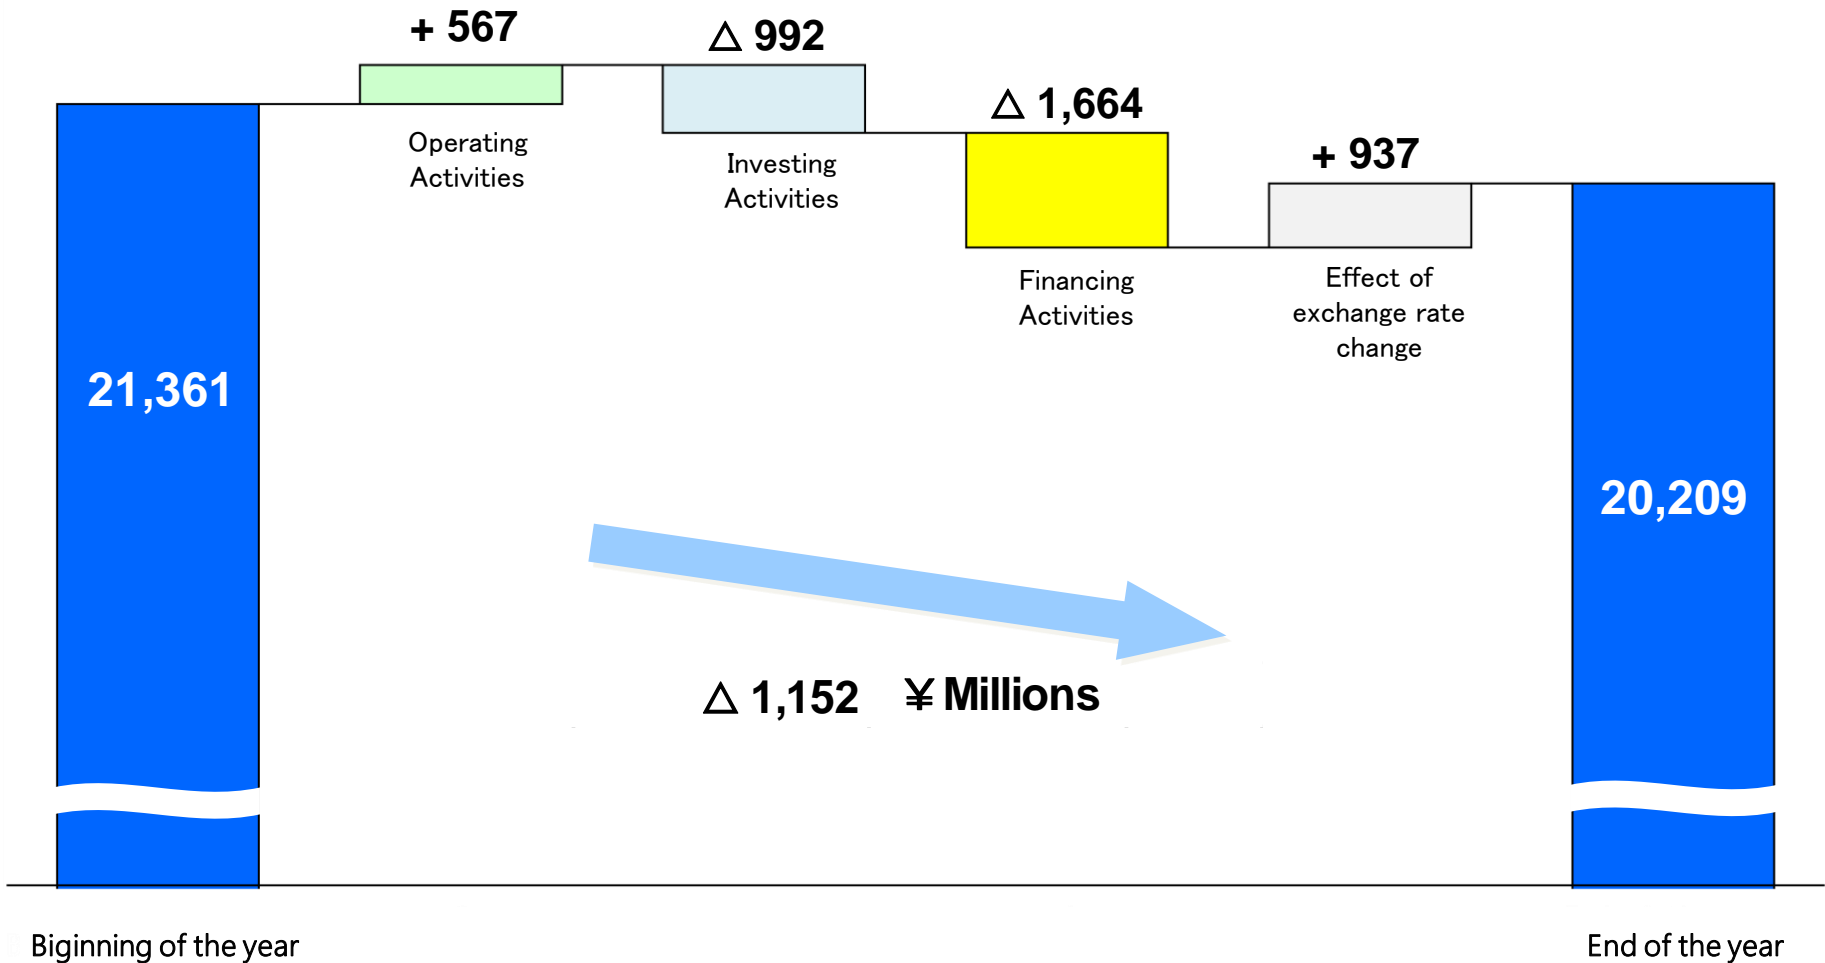 + 567
△ 992
△ 1,664
+ 937
Operating
Activities
Investing
Activities
Financing
Activities
Effect of
exchange rate
change
21,361
20,209
△ 1,152 ¥ Millions
Biginning of the year
End of the year